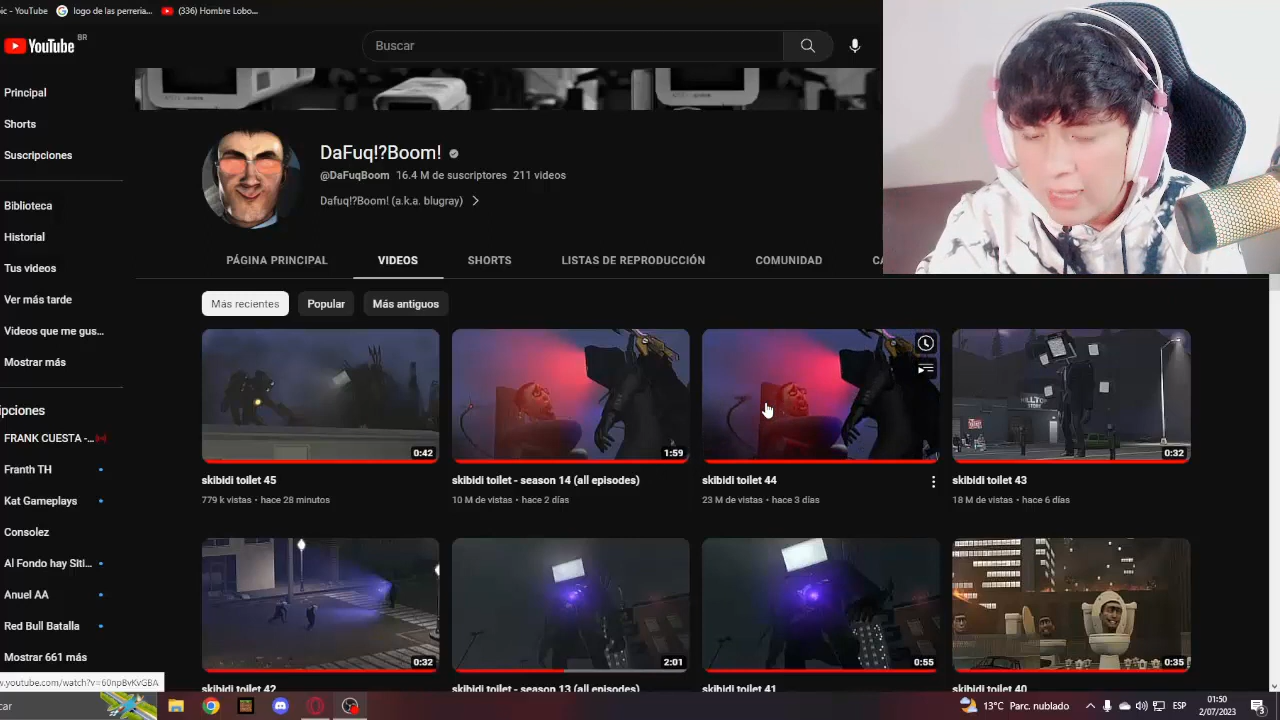 ic - YouTube
logo de las perreria...
(336) Hombre Lobo...
YouTube BR
Buscar
Principal
Shorts
Suscripciones
Biblioteca
Historial
Tus videos
Ver más tarde
Videos que me gus...
Mostrar más
ipciones
FRANK CUESTA -...
Franth TH
Kat Gameplays
Consolez
Al Fondo hay Siti...
Anuel AA
Red Bull Batalla
Mostrar 661 más
DaFuq!?Boom!
@DaFuqBoom 16.4 M de suscriptores 211 videos
Dafuq!?Boom! (a.k.a. blugray)
PÁGINA PRINCIPAL VIDEOS SHORTS LISTAS DE REPRODUCCIÓN COMUNIDAD CA
Más recientes Popular Más antiguos
0:42
1:59
0:32
skibidi toilet 45
779 k vistas • hace 28 minutos
skibidi toilet - season 14 (all episodes)
10 M de vistas • hace 2 días
skibidi toilet 44
23 M de vistas • hace 3 días
HILLTOP
skibidi toilet 43
18 M de vistas • hace 6 días
0:32
2:01
0:55
0:35
skibidi toilet 42
skibidi toilet - season 13 (all episodes)
skibidi toilet 41
skibidi toilet 40
w.youtube.com/watch?v=60npByKVGBA
car
13°C Parc. nublado
ESP
01:50
2/07/2023
3